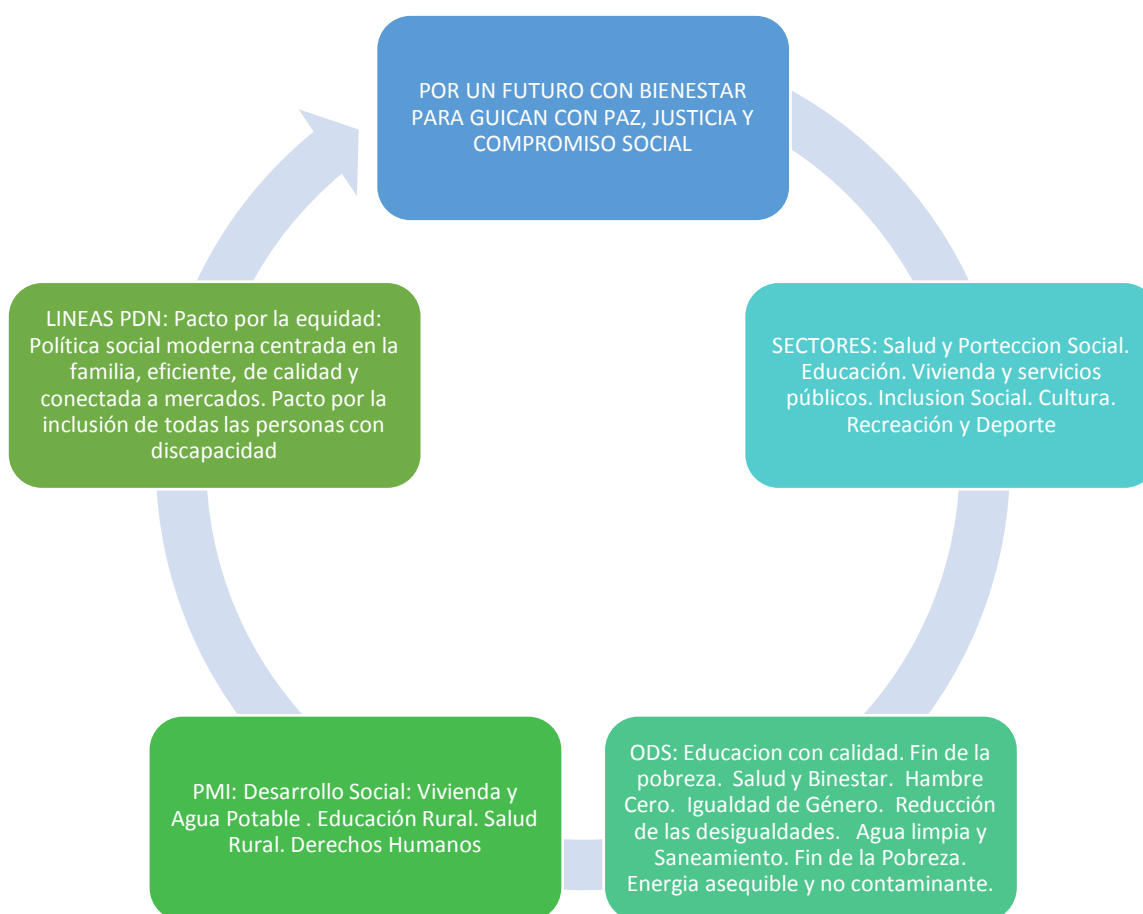 POR UN FUTURO CON BIENESTAR
PARA GUICAN CON PAZ, JUSTICIA Y
COMPROMISO SOCIAL
SECTORES: Salud y Porteccion Social.
Educación. Vivienda y servicios
públicos. Inclusion Social. Cultura.
Recreación y Deporte
ODS: Educacion con calidad. Fin de la
pobreza. Salud y Binestar. Hambre
Cero. Igualdad de Género. Reducción
de las desigualdades. Agua limpia y
Saneamiento. Fin de la Pobreza.
Energia asequible y no contaminante.
PMI: Desarrollo Social: Vivienda y
Agua Potable . Educación Rural. Salud
Rural. Derechos Humanos
LINEAS PDN: Pacto por la equidad:
Política social moderna centrada en la
familia, eficiente, de calidad y
conectada a mercados. Pacto por la
inclusión de todas las personas con
discapacidad